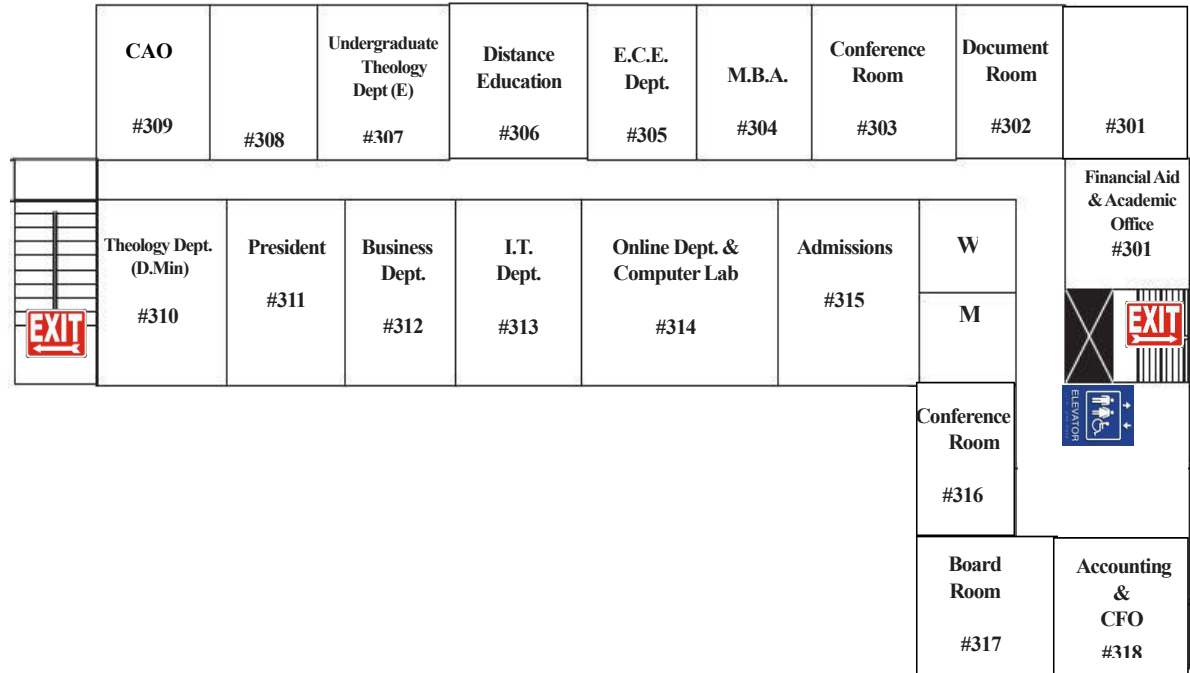 CAO
#309
#308
Undergraduate
Theology
Dept (E)
#307
Distance
Education
#306
E.C.E.
Dept.
#305
M.B.A.
#304
Conference
Room
#303
Document
Room
#302
#301
Financial Aid
& Academic
Office
#301
Theology Dept.
(D.Min)
#310
President
#311
Business
Dept.
#312
I.T.
Dept.
#313
Online Dept. &
Computer Lab
#314
Admissions
#315
W
M
EXIT
EXIT
ELEVATOR
Conference
Room
#316
Board
Room
#317
Accounting
&
CFO
#318